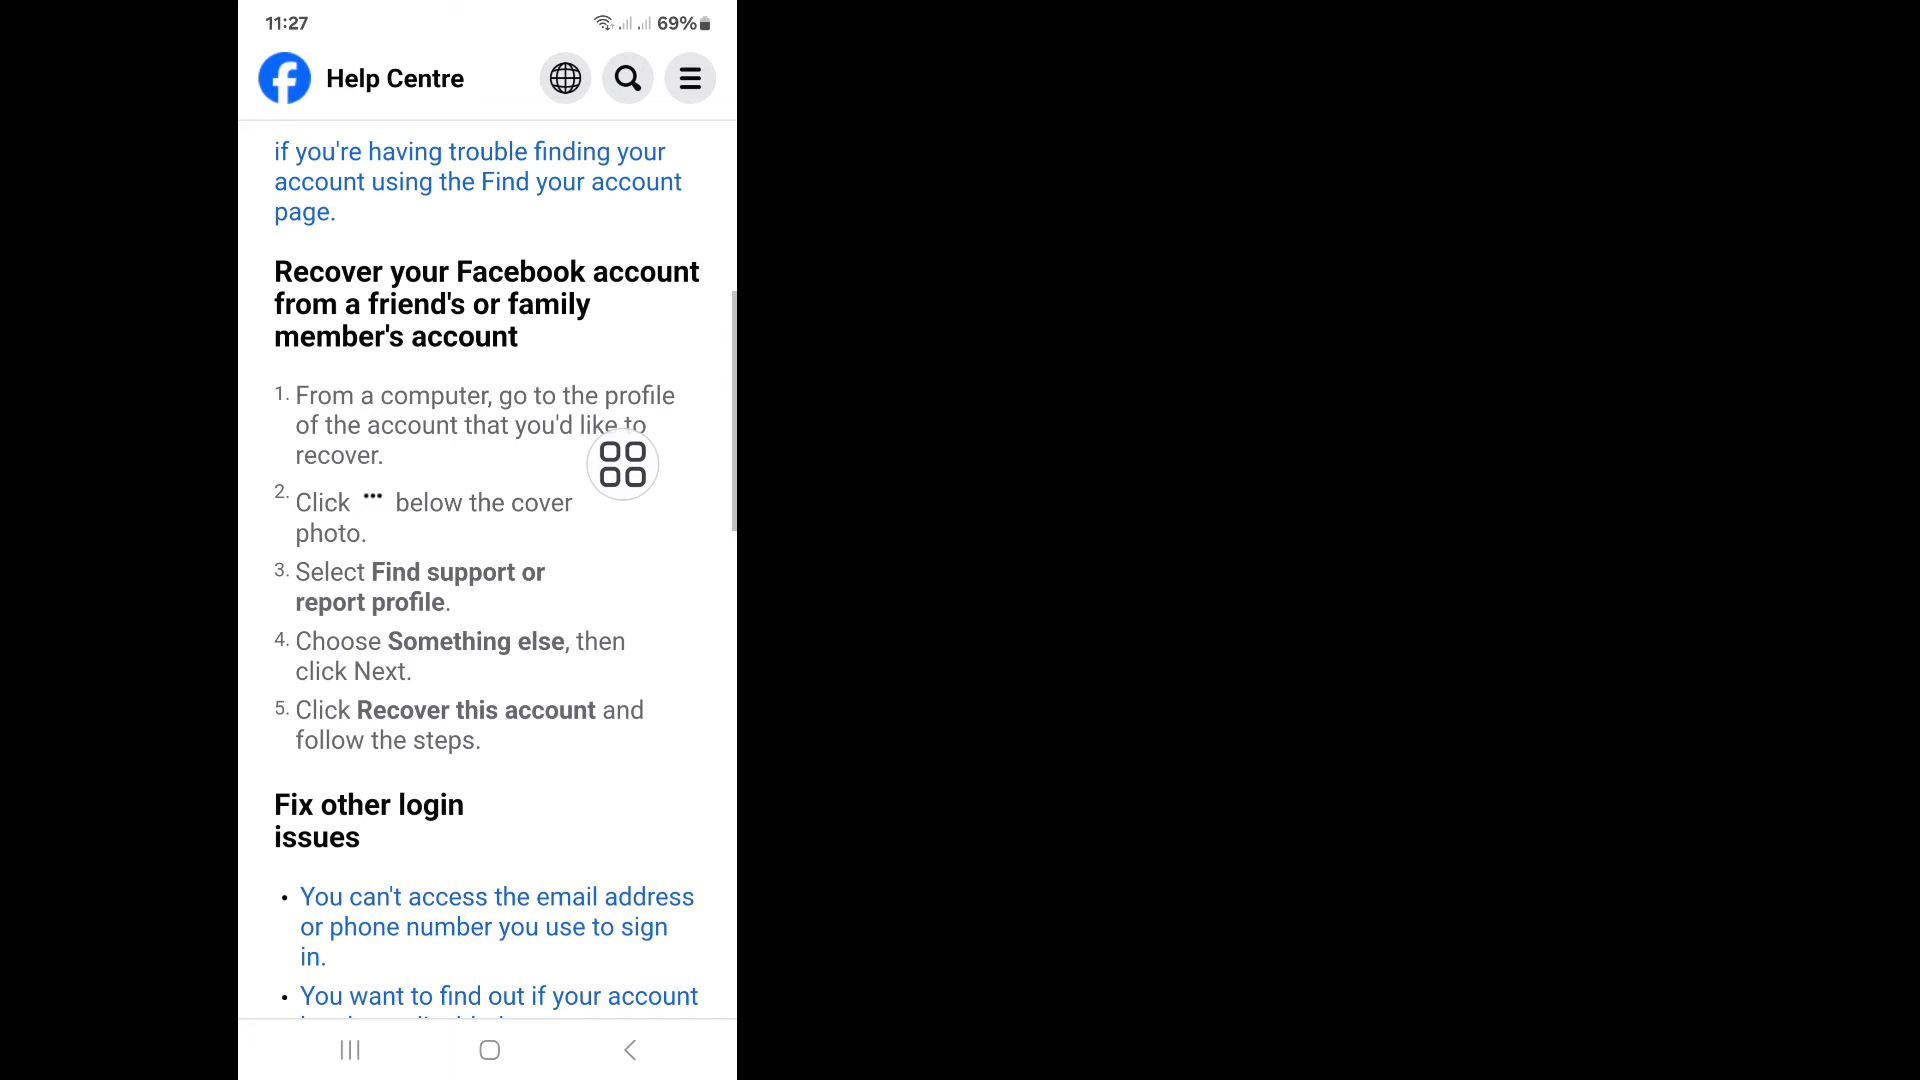 11:27
69%
Help Centre
if you're having trouble finding your
account using the Find your account
page.
Recover your Facebook account
from a friend's or family
member's account
1. From a computer, go to the profile
of the account that you'd like to
recover.
2. Click ••• below the cover
photo.
3. Select Find support or
report profile.
4. Choose Something else, then
click Next.
5. Click Recover this account and
follow the steps.
Fix other login
issues
• You can't access the email address
or phone number you use to sign
in.
• You want to find out if your account